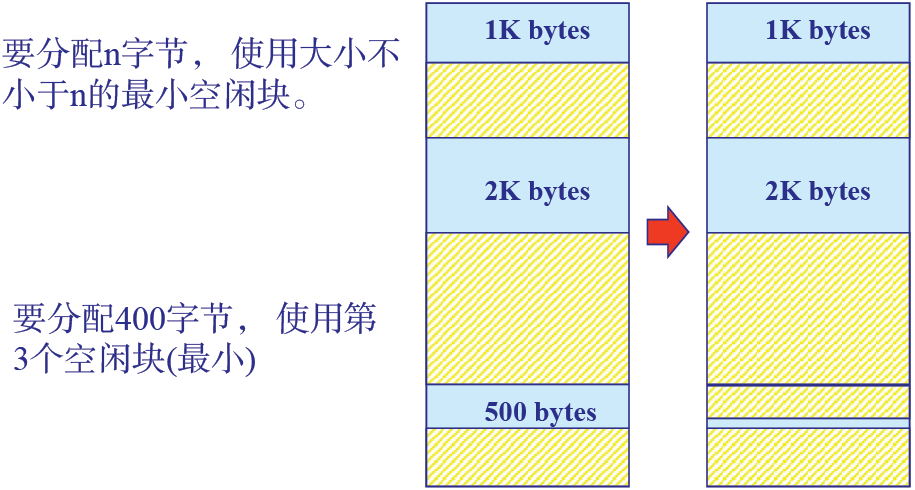 要分配n字节， 使用大小不
小于n的最小空闲块。
要分配400字节， 使用第
3个空闲块(最小)
1K bytes
2K bytes
500 bytes
1K bytes
2K bytes